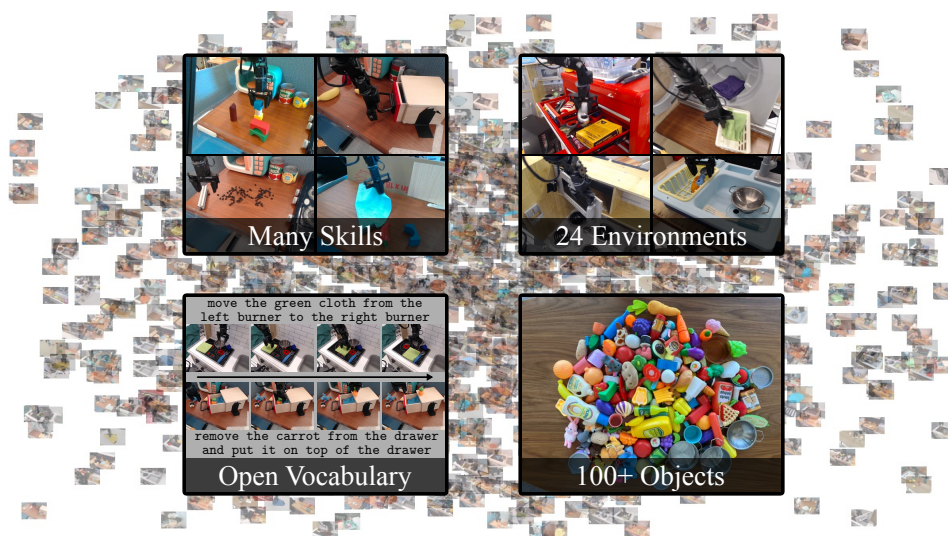 Many Skills
24 Environments
move the green cloth from the
left burner to the right burner
remove the carrot from the drawer
and put it on top of the drawer
Open Vocabulary
100+ Objects